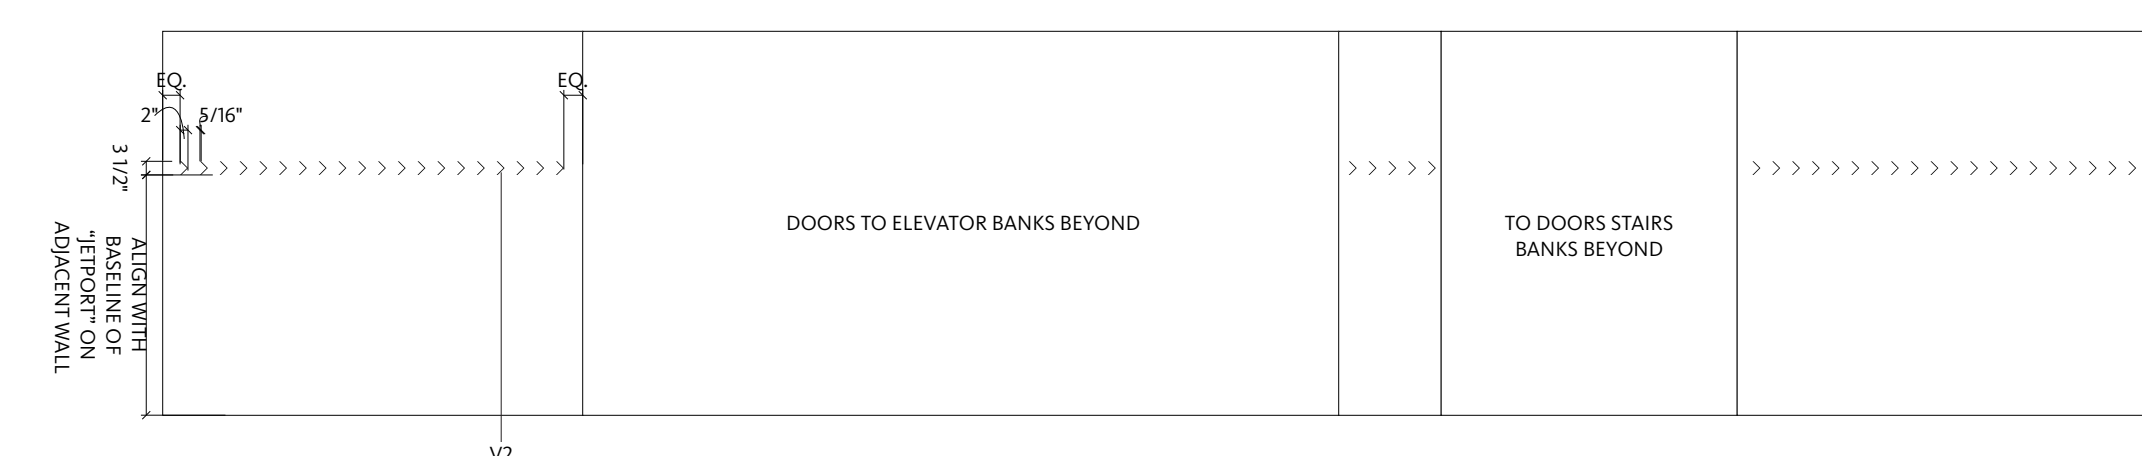 EQ.
EQ.
2"
5/16"
3 1/2"
ALIGN WITH
BASELINE OF
“JETPORT” ON
ADJACENT WALL
DOORS TO ELEVATOR BANKS BEYOND
TO DOORS STAIRS
BANKS BEYOND
V2